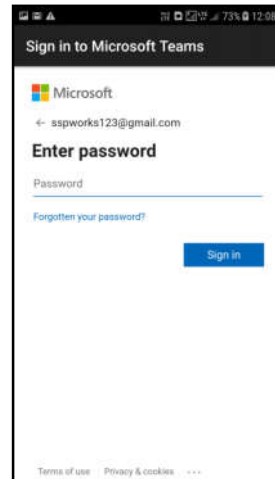 73% 12:08
Sign in to Microsoft Teams
Microsoft
← sspworks123@gmail.com
Enter password
Password
Forgotten your password?
Sign in
Terms of use Privacy & cookies ...